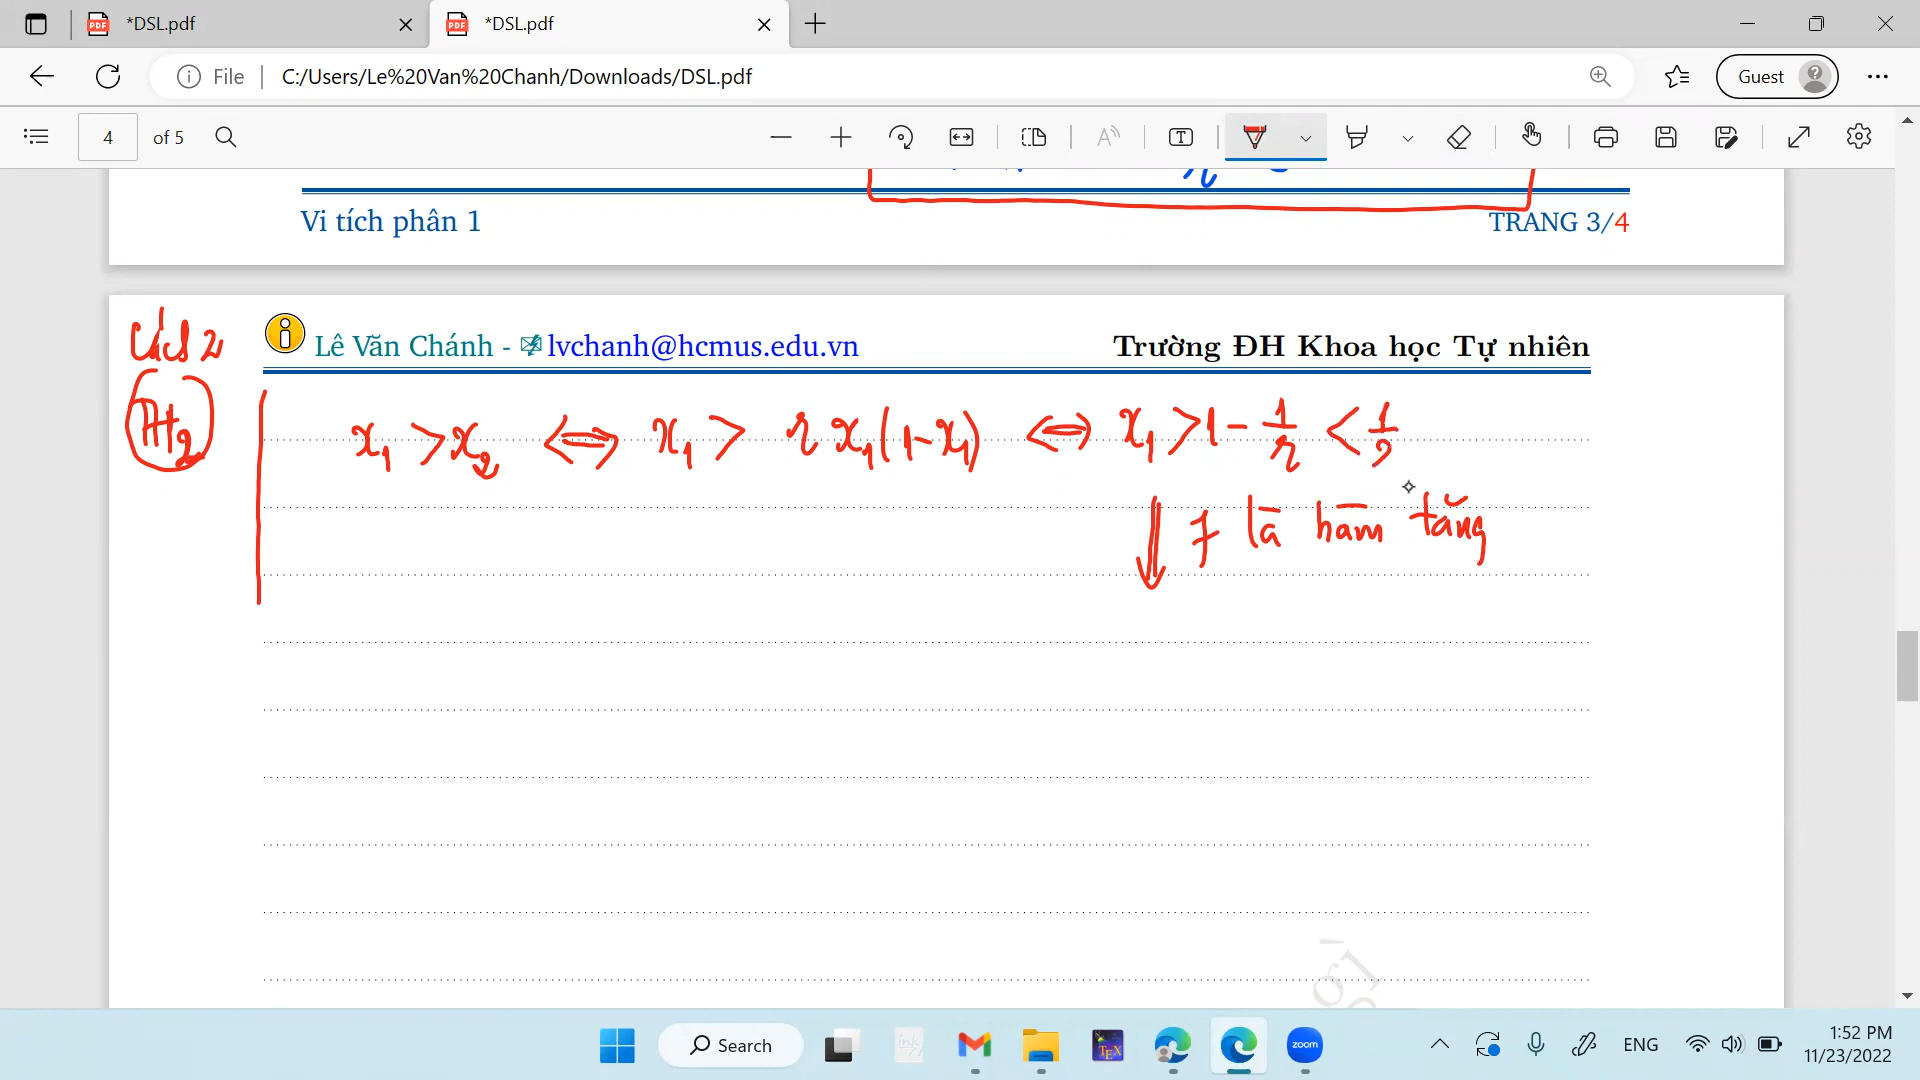 *DSL.pdf
*DSL.pdf
File
C:/Users/Le%20Van%20Chanh/Downloads/DSL.pdf
Guest
4 of 5
Vi tích phân 1
TRANG 3/4
Cách 2
TH2
Lê Văn Chánh - lvchanh@hcmus.edu.vn
Trường ĐH Khoa học Tự nhiên
x₁ > x₂ ⟺ x₁ > r x₁(1-x₁) ⟺ x₁ > 1 - 1/r < 1/2
⇓ f là hàm tăng
Search
ENG
1:52 PM
11/23/2022